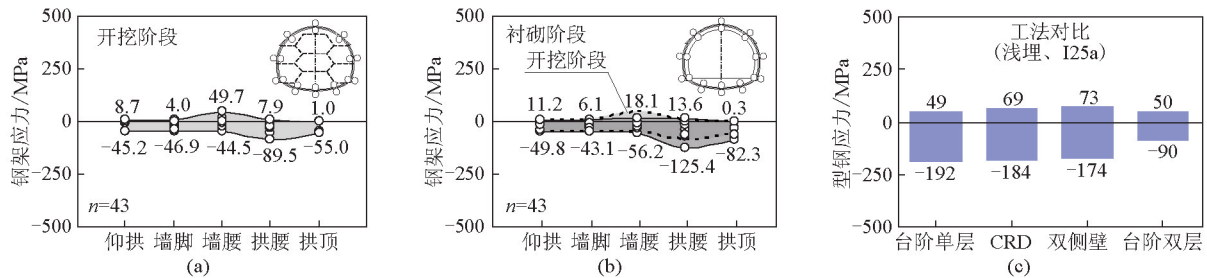 500
250
0
−250
−500
钢架应力/MPa
开挖阶段
8.7 4.0 49.7 7.9 1.0
−45.2 −46.9 −44.5 −89.5 −55.0
n=43
仰拱 墙脚 墙腰 拱腰 拱顶
(a)
500
250
0
−250
−500
钢架应力/MPa
衬砌阶段
开挖阶段
11.2 6.1 18.1 13.6 0.3
−49.8 −43.1 −56.2 −125.4 −82.3
n=43
仰拱 墙脚 墙腰 拱腰 拱顶
(b)
500
250
0
−250
−500
型钢应力/MPa
工法对比
(浅埋、I25a)
49 69 73 50
−192 −184 −174 −90
台阶单层 CRD 双侧壁 台阶双层
(c)